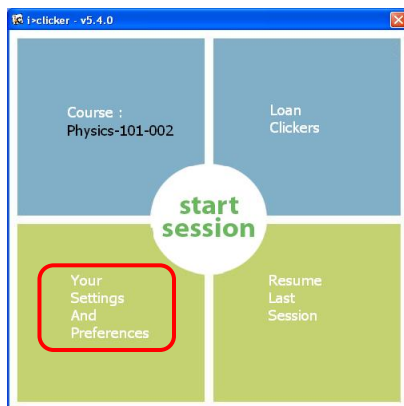 i>clicker - v5.4.0
Course :
Physics-101-002
Loan
Clickers
start
session
Your
Settings
And
Preferences
Resume
Last
Session